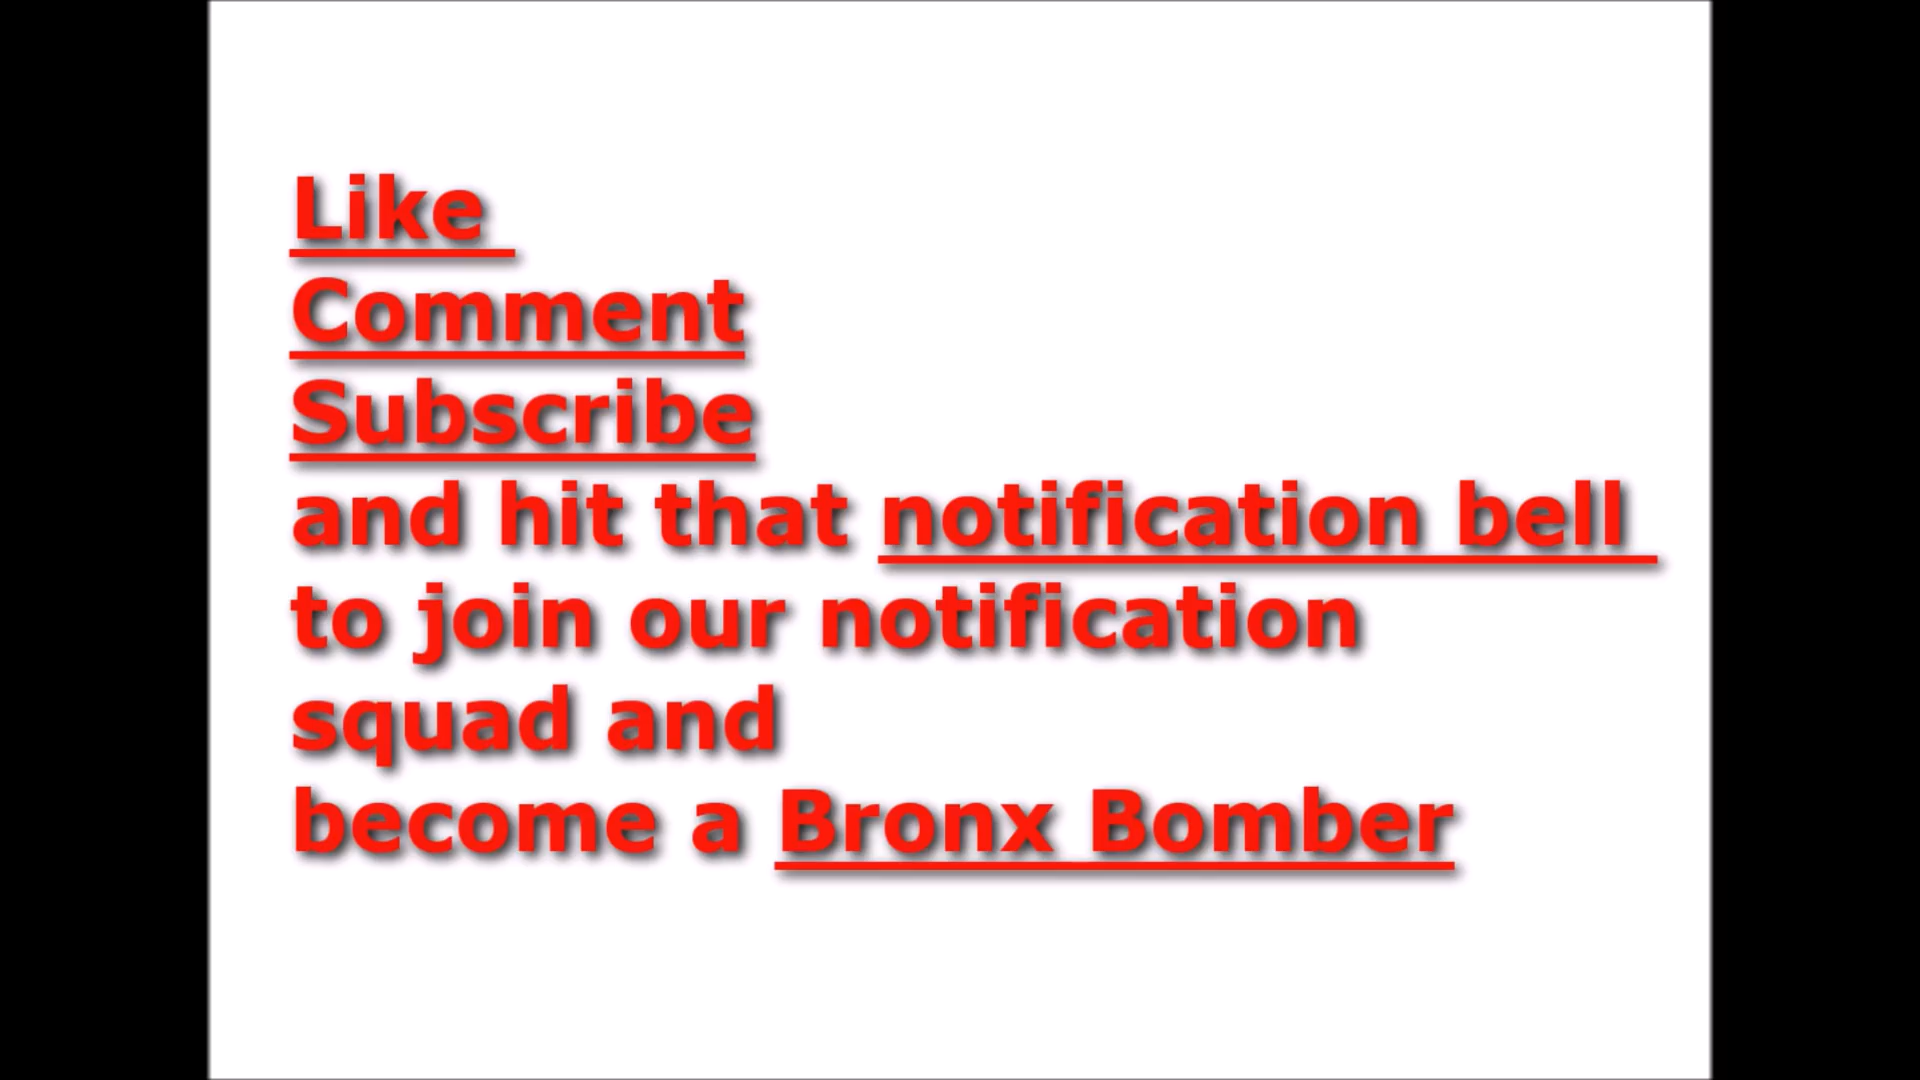 Like
Comment
Subscribe
and hit that notification bell
to join our notification
squad and
become a Bronx Bomber